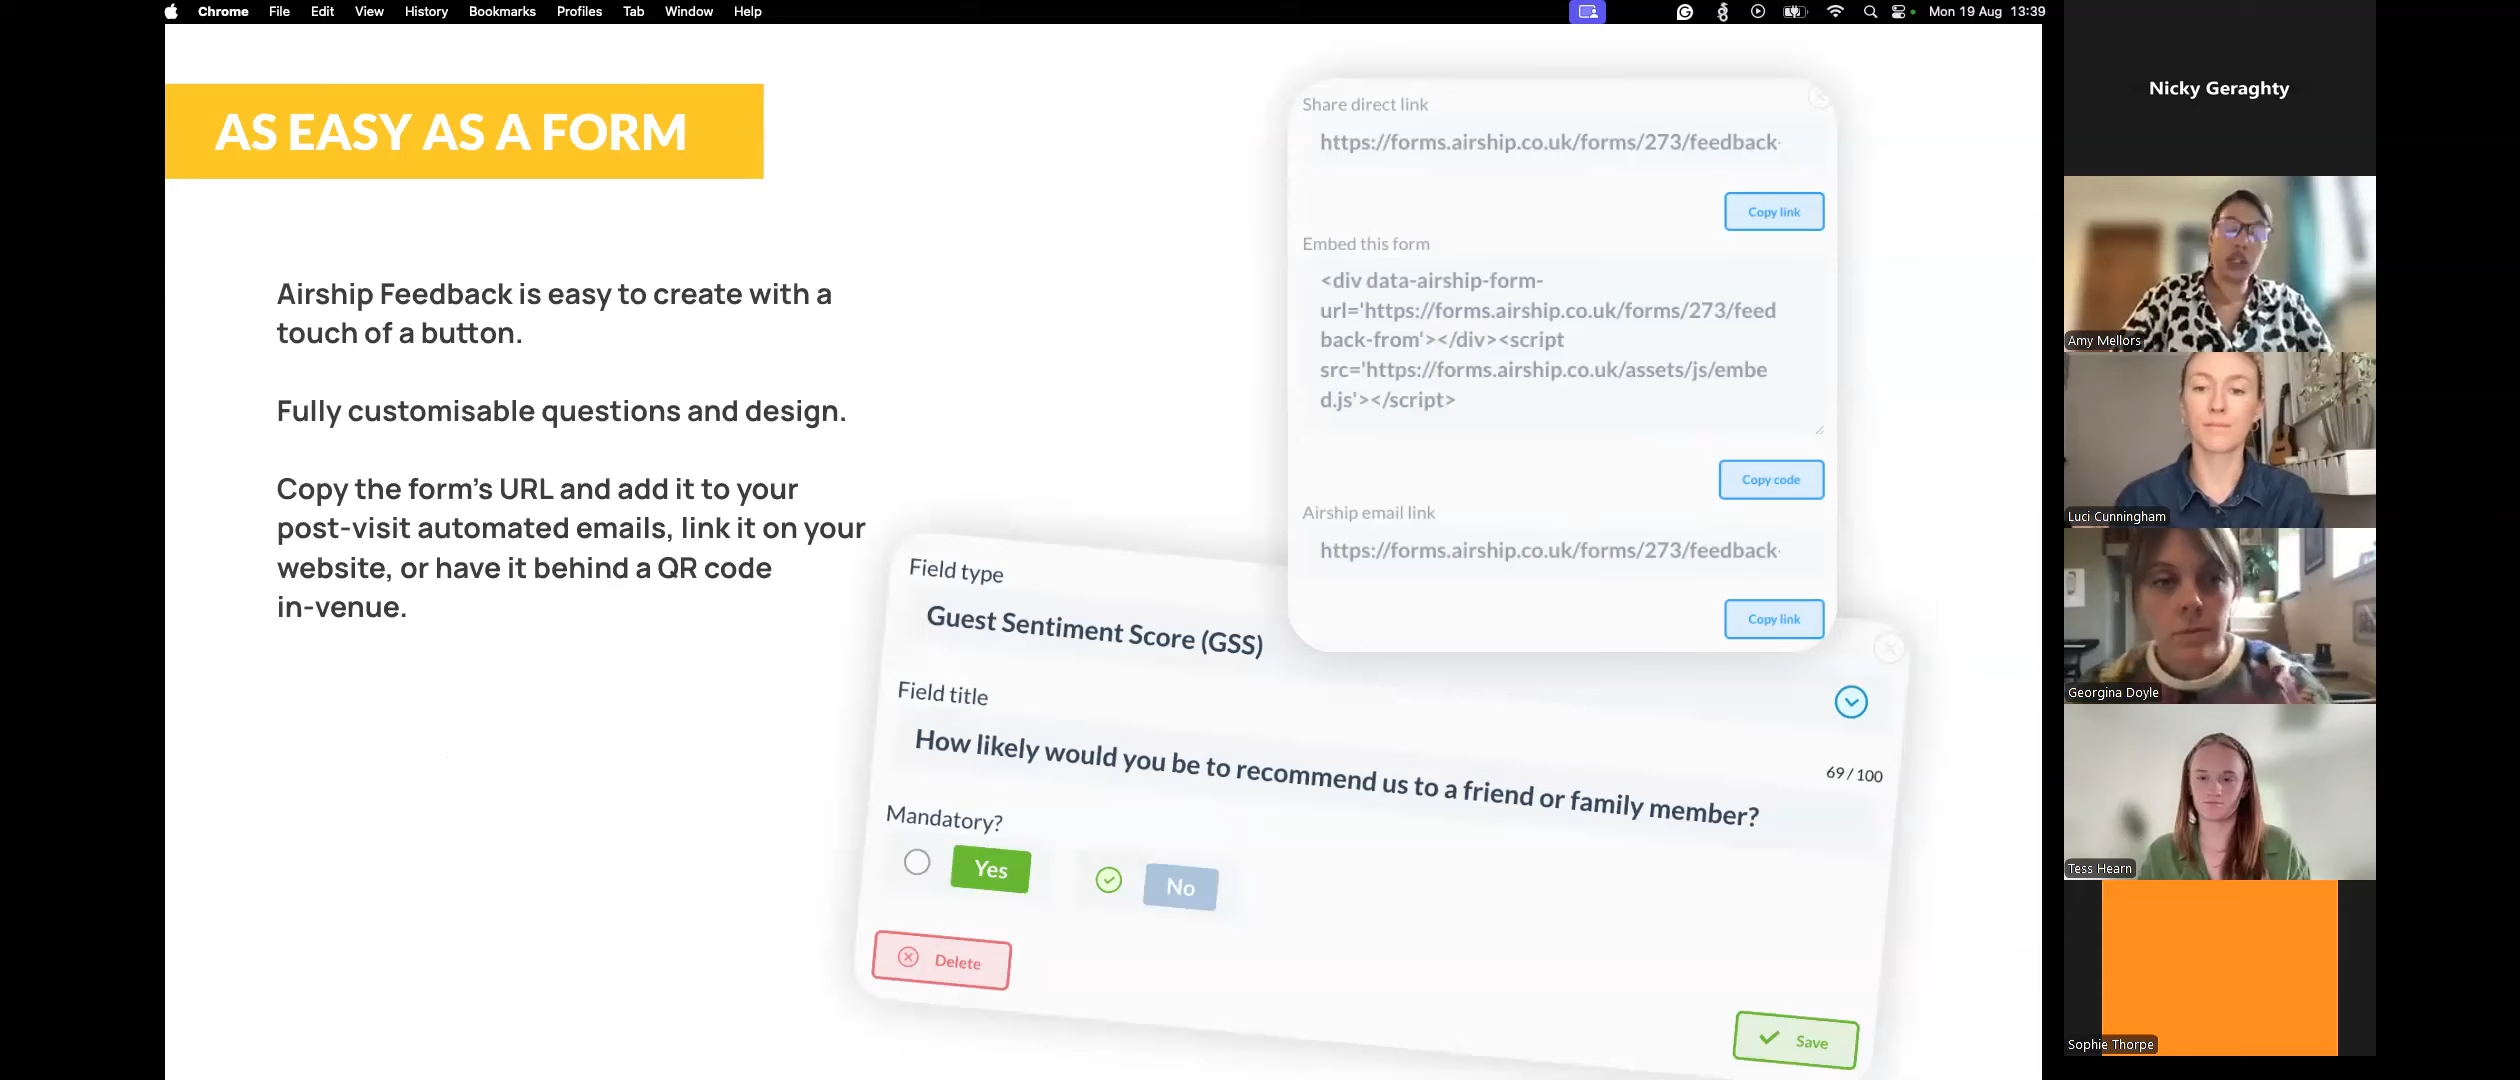 Chrome File Edit View History Bookmarks Profiles Tab Window Help
Mon 19 Aug 13:39
AS EASY AS A FORM
Airship Feedback is easy to create with a
touch of a button.
Fully customisable questions and design.
Copy the form's URL and add it to your
post-visit automated emails, link it on your
website, or have it behind a QR code
in-venue.
Share direct link
https://forms.airship.co.uk/forms/273/feedback-
Copy link
Embed this form
<div data-airship-form-
url='https://forms.airship.co.uk/forms/273/feed
back-from'></div><script
src='https://forms.airship.co.uk/assets/js/embe
d.js'></script>
Copy code
Airship email link
https://forms.airship.co.uk/forms/273/feedback-
Copy link
Field type
Guest Sentiment Score (GSS)
Field title
How likely would you be to recommend us to a friend or family member?
69 / 100
Mandatory?
Yes
No
Delete
Save
Nicky Geraghty
Amy Mellors
Luci Cunningham
Georgina Doyle
Tess Hearn
Sophie Thorpe